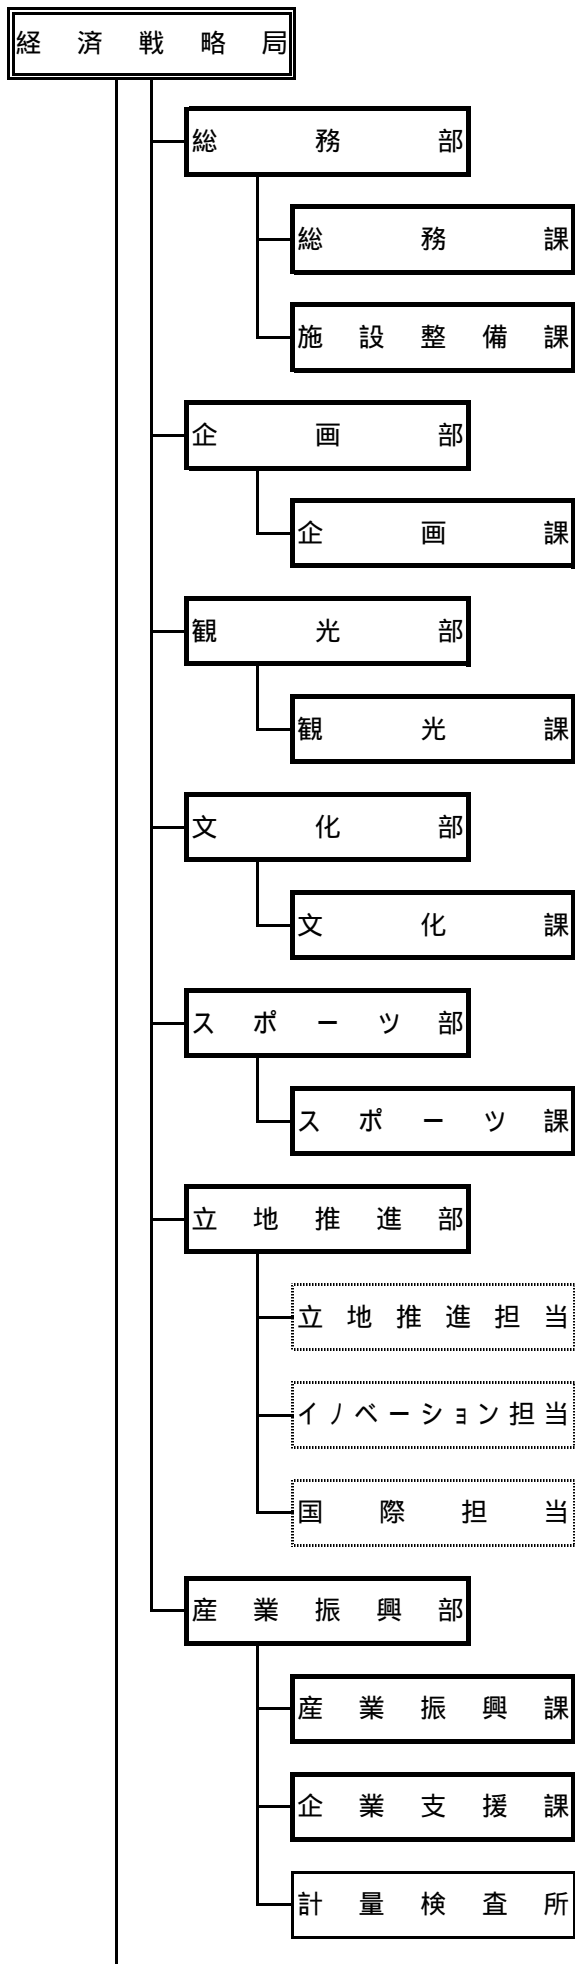 経済戦略局
総務部
総務課
施設整備課
企画部
企画課
観光部
観光課
文化部
文化課
スポーツ部
スポーツ課
立地推進部
立地推進担当
イノベーション担当
国際担当
産業振興部
産業振興課
企業支援課
計量検査所